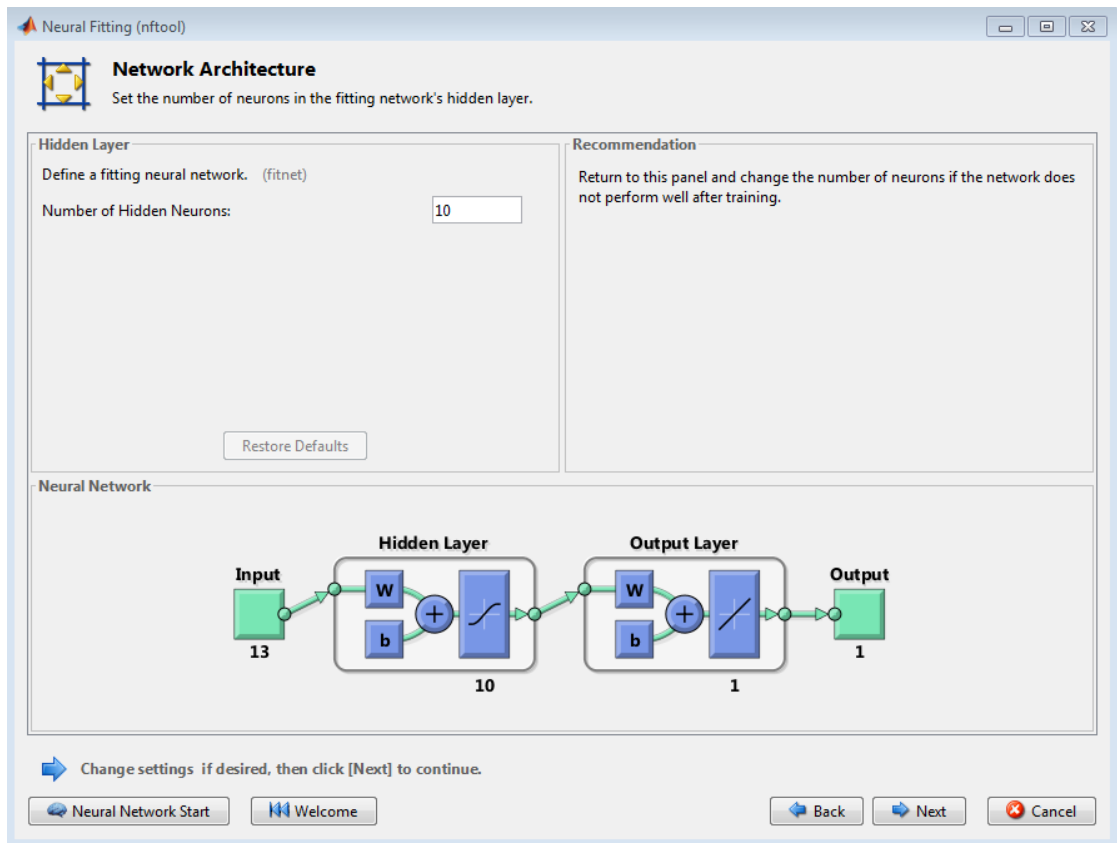 Neural Fitting (nftool)
Network Architecture
Set the number of neurons in the fitting network's hidden layer.
Hidden Layer
Define a fitting neural network. (fitnet)
Number of Hidden Neurons: 10
Restore Defaults
Recommendation
Return to this panel and change the number of neurons if the network does
not perform well after training.
Neural Network
Hidden Layer Output Layer
Input Output
W W
b b
13 1
10 1
Change settings if desired, then click [Next] to continue.
Neural Network Start Welcome Back Next Cancel